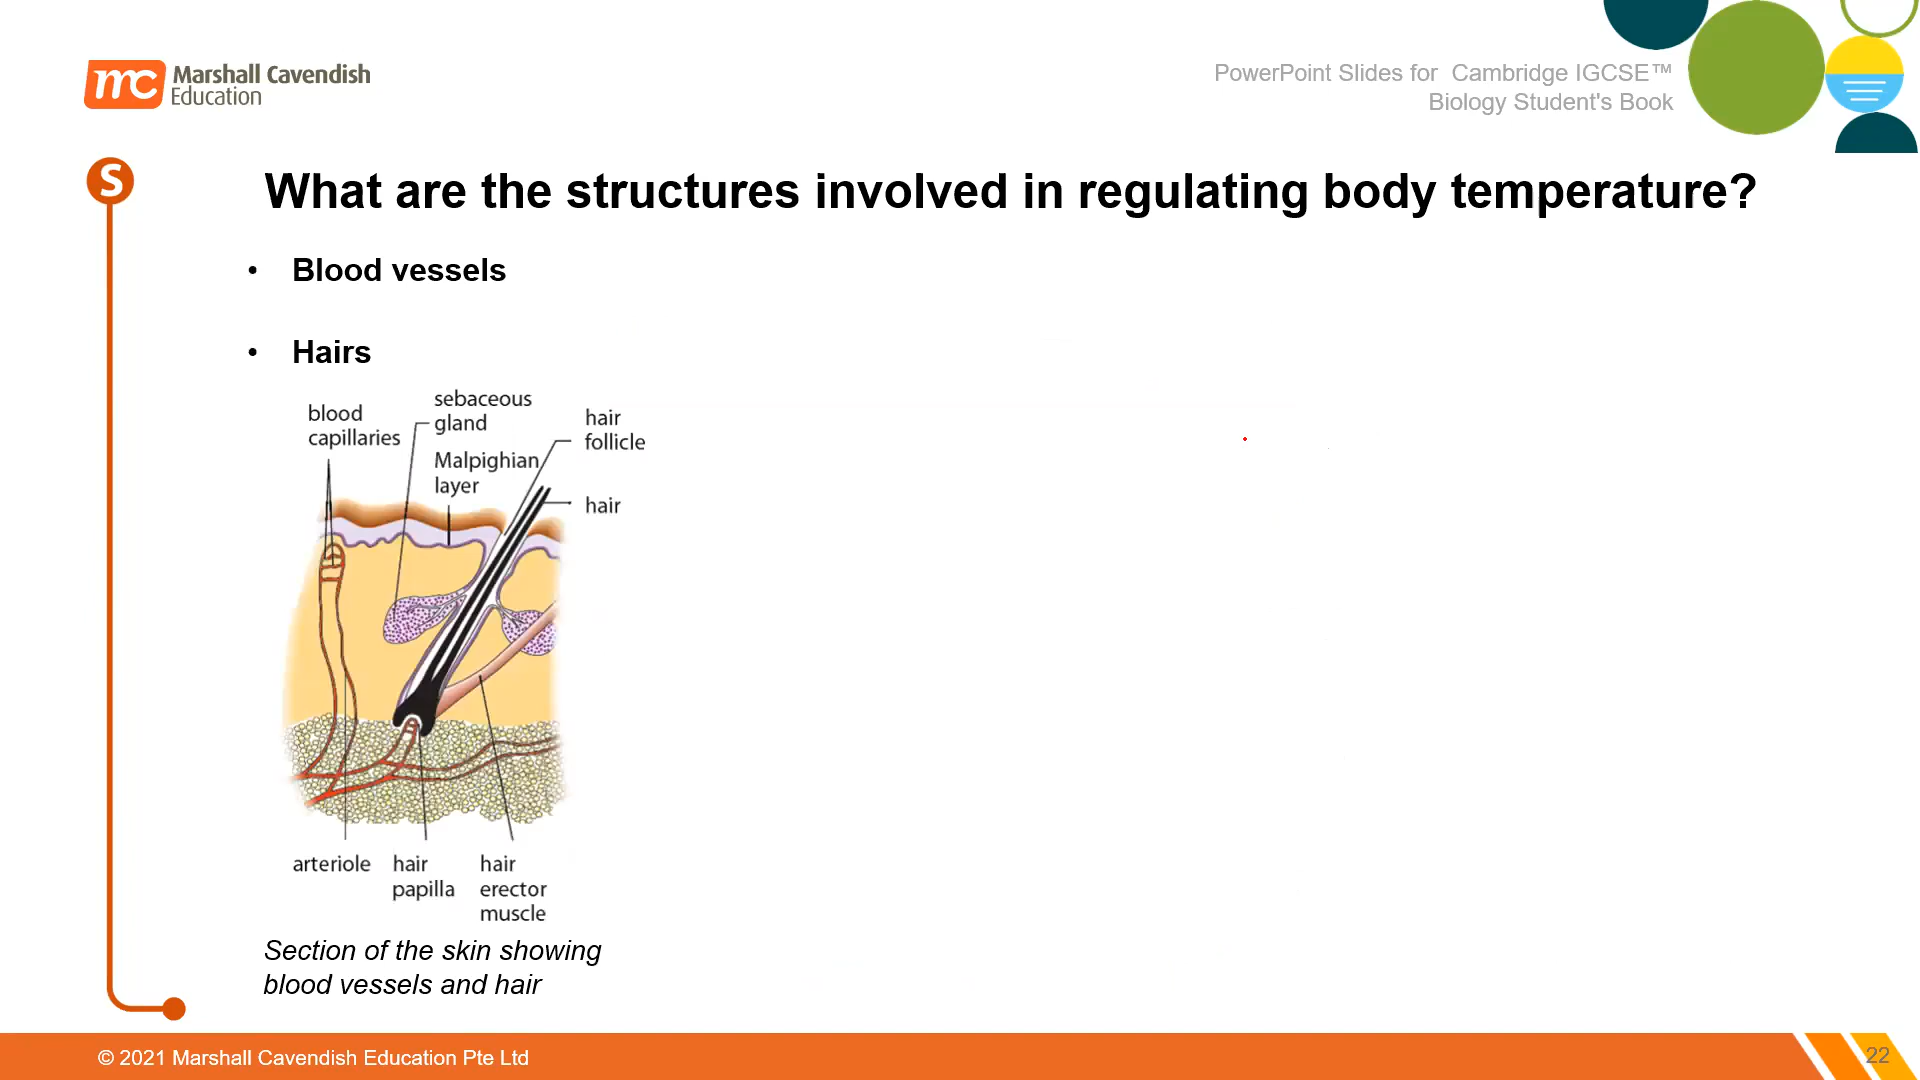 mc Marshall Cavendish
Education
PowerPoint Slides for Cambridge IGCSE™
Biology Student's Book
S
What are the structures involved in regulating body temperature?
• Blood vessels
• Hairs
blood
capillaries
sebaceous
gland
Malpighian
layer
hair
follicle
hair
arteriole
hair
papilla
hair
erector
muscle
Section of the skin showing
blood vessels and hair
© 2021 Marshall Cavendish Education Pte Ltd
22